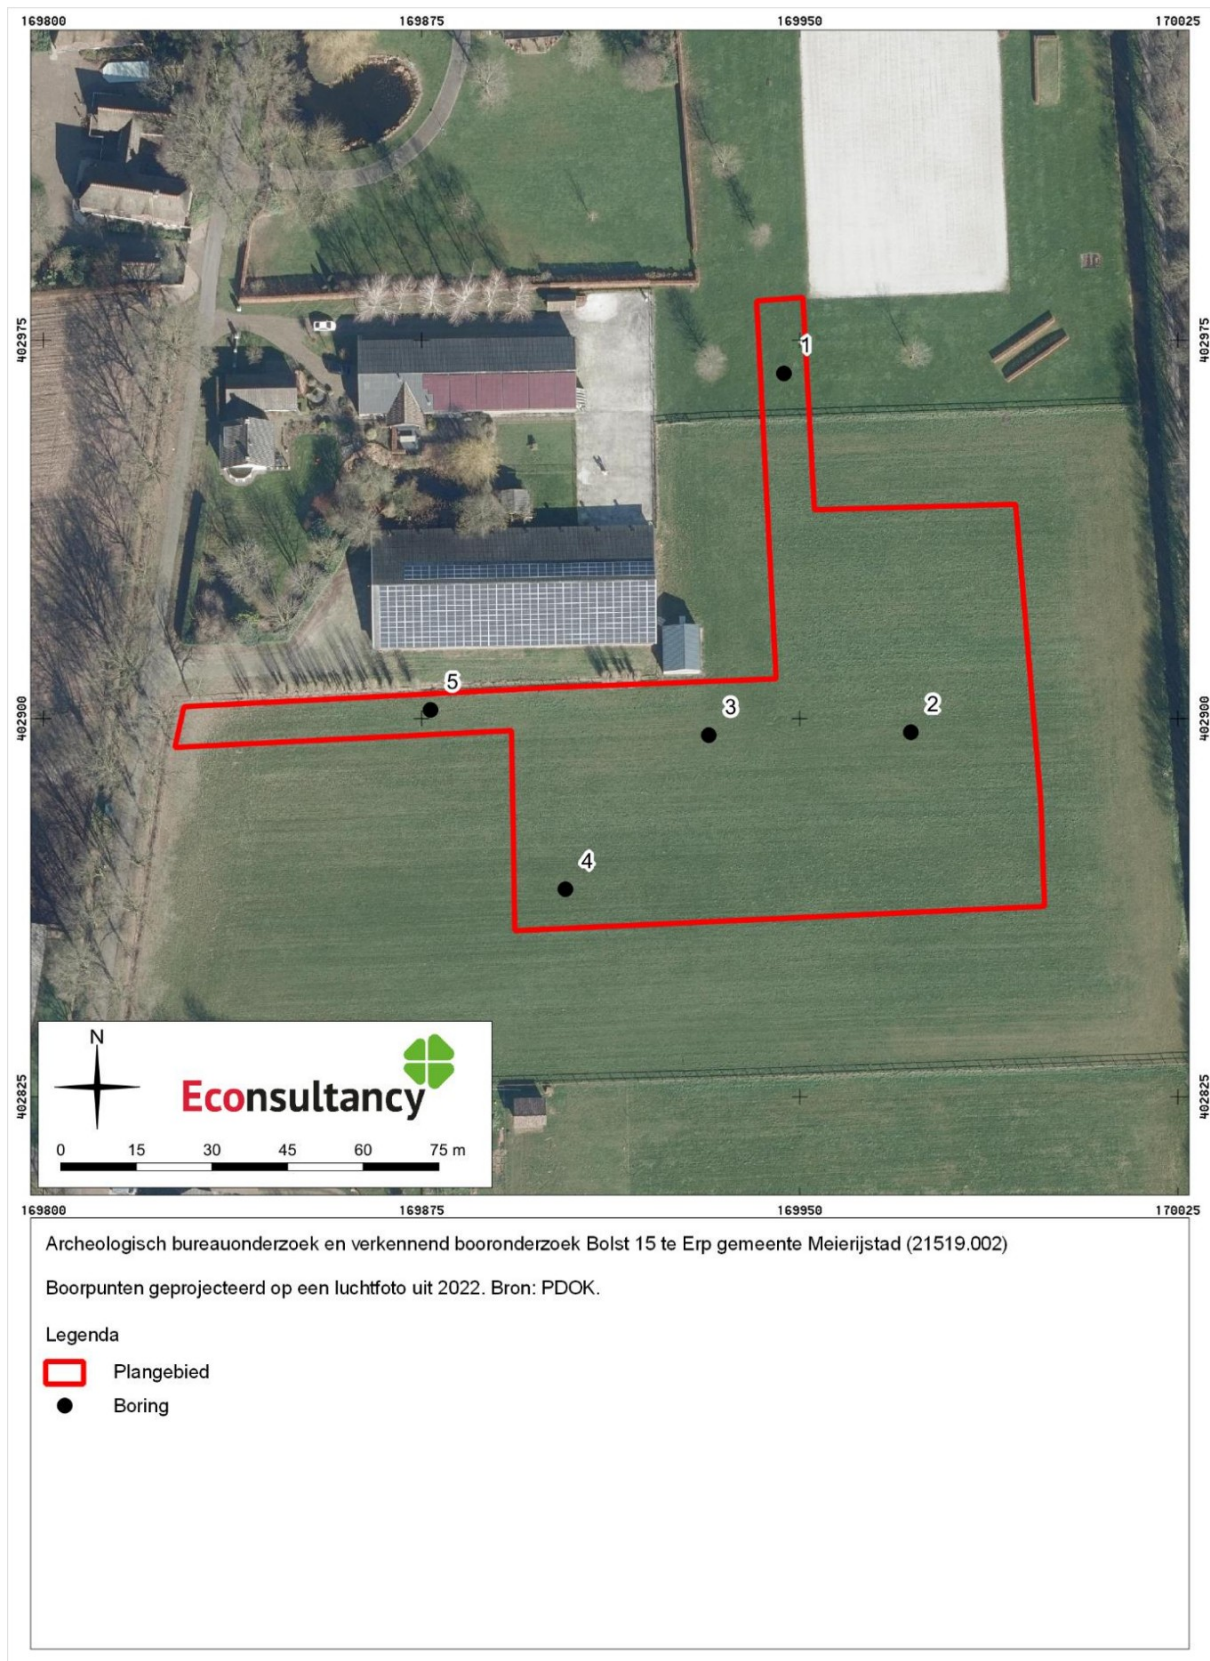 169800 169875 169950 170025
402975 402975
1
5
3
2
402900 402900
4
N
Econsultancy
402825 402825
0 15 30 45 60 75 m
169800 169875 169950 170025
Archeologisch bureauonderzoek en verkennend booronderzoek Bolst 15 te Erp gemeente Meierijstad (21519.002)
Boorpunten geprojecteerd op een luchtfoto uit 2022. Bron: PDOK.
Legenda
Plangebied
Boring